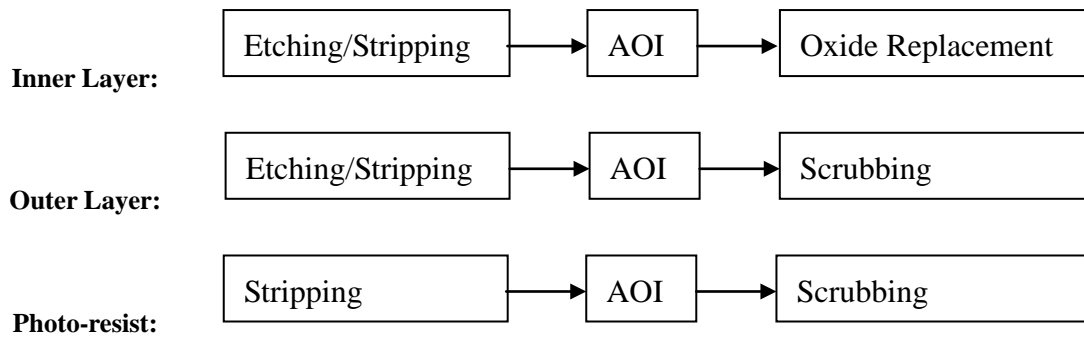 Inner Layer:
Etching/Stripping
AOI
Oxide Replacement
Outer Layer:
Etching/Stripping
AOI
Scrubbing
Photo-resist:
Stripping
AOI
Scrubbing